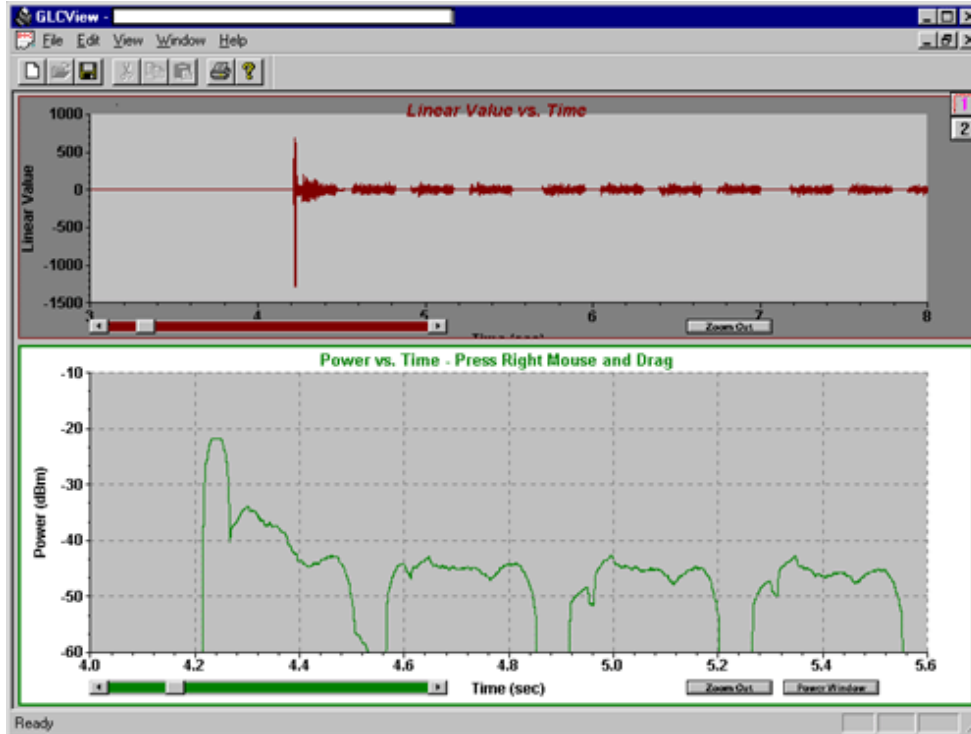 GLCView -
File Edit View Window Help
Linear Value vs. Time
1
2
1000
500
0
-500
-1000
-1500
Linear Value
3 4 5 6 7 8
Time (sec)
Zoom Out
Power vs. Time - Press Right Mouse and Drag
-10
-20
-30
-40
-50
-60
Power (dBm)
4.0 4.2 4.4 4.6 4.8 5.0 5.2 5.4 5.6
Time (sec)
Zoom Out
Power Window
Ready